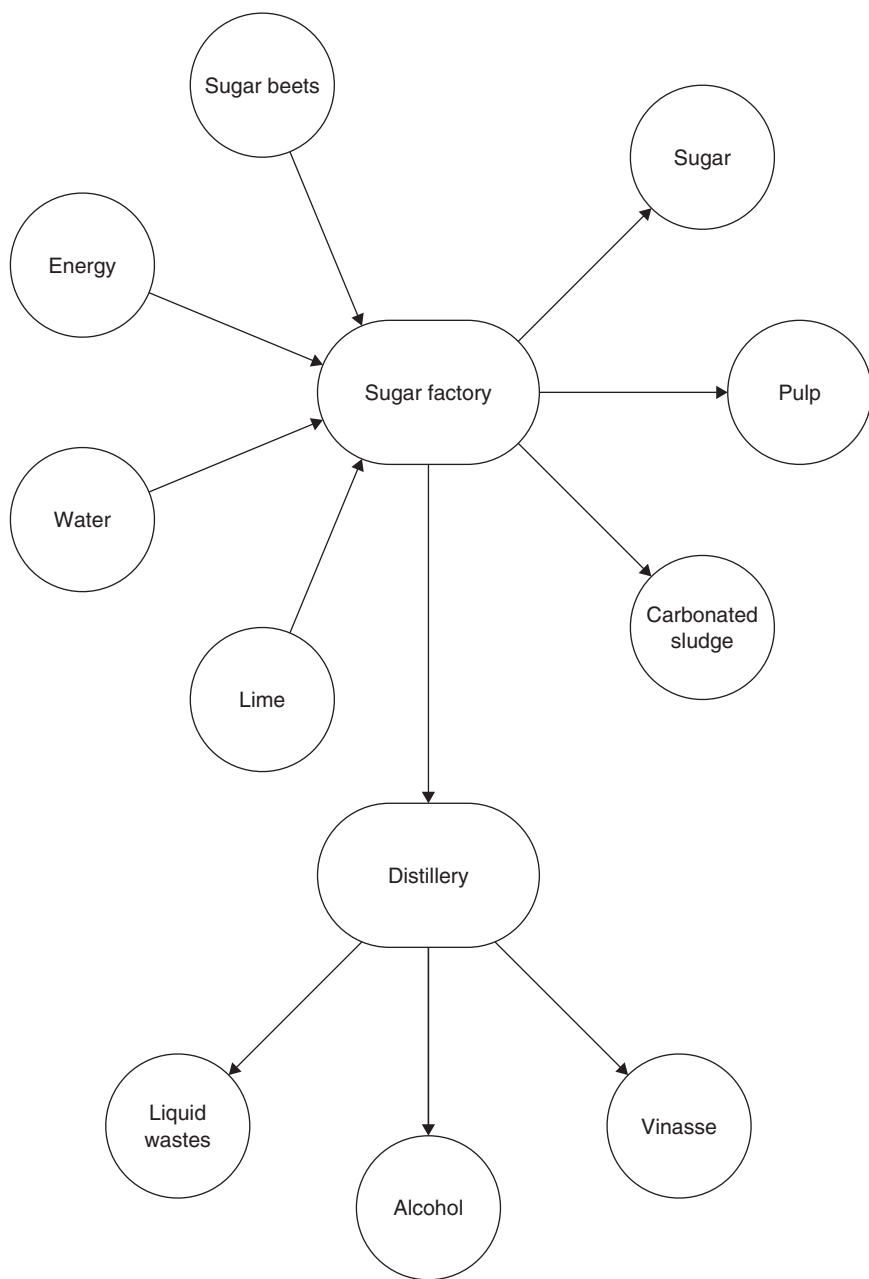 Sugar beets
Sugar
Energy
Sugar factory
Pulp
Water
Carbonated
sludge
Lime
Distillery
Liquid
wastes
Vinasse
Alcohol